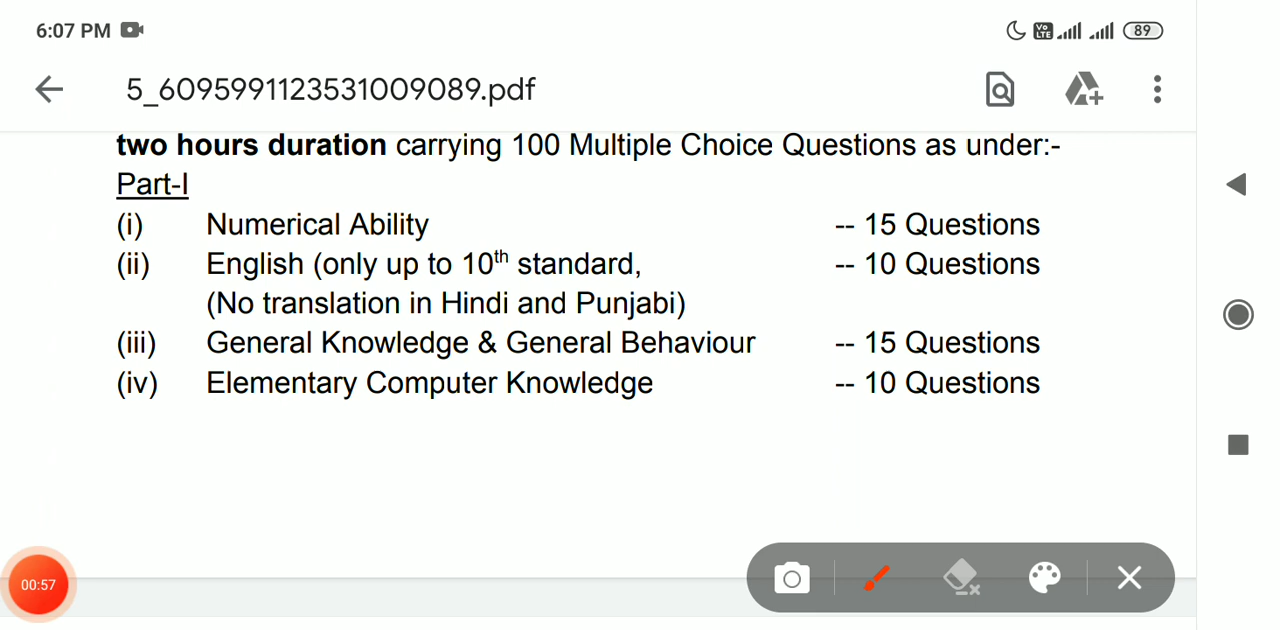 6:07 PM
Vo LTE 89
5_6095991123531009089.pdf
two hours duration carrying 100 Multiple Choice Questions as under:-
Part-I
(i) Numerical Ability -- 15 Questions
(ii) English (only up to 10th standard, -- 10 Questions
(No translation in Hindi and Punjabi)
(iii) General Knowledge & General Behaviour -- 15 Questions
(iv) Elementary Computer Knowledge -- 10 Questions
00:57